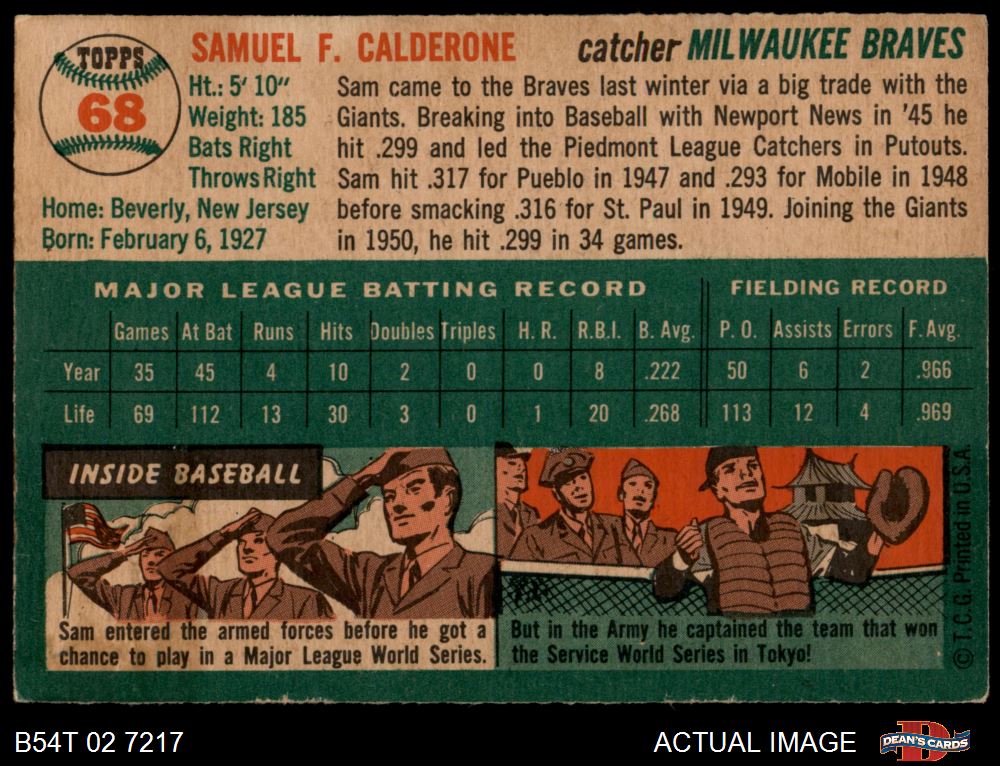 TOPPS
68
SAMUEL F. CALDERONE catcher MILWAUKEE BRAVES
Ht.: 5' 10"
Weight: 185
Bats Right
Throws Right
Home: Beverly, New Jersey
Born: February 6, 1927
Sam came to the Braves last winter via a big trade with the
Giants. Breaking into Baseball with Newport News in '45 he
hit .299 and led the Piedmont League Catchers in Putouts.
Sam hit .317 for Pueblo in 1947 and .293 for Mobile in 1948
before smacking .316 for St. Paul in 1949. Joining the Giants
in 1950, he hit .299 in 34 games.
MAJOR LEAGUE BATTING RECORD FIELDING RECORD
Games At Bat Runs Hits Doubles Triples H. R. R.B.I. B. Avg. P. O. Assists Errors F. Avg.
Year 35 45 4 10 2 0 0 8 .222 50 6 2 .966
Life 69 112 13 30 3 0 1 20 .268 113 12 4 .969
INSIDE BASEBALL
Sam entered the armed forces before he got a
chance to play in a Major League World Series.
But in the Army he captained the team that won
the Service World Series in Tokyo!
© T.C.G. Printed in U.S.A.
B54T 02 7217
ACTUAL IMAGE
D
DEAN'S CARDS